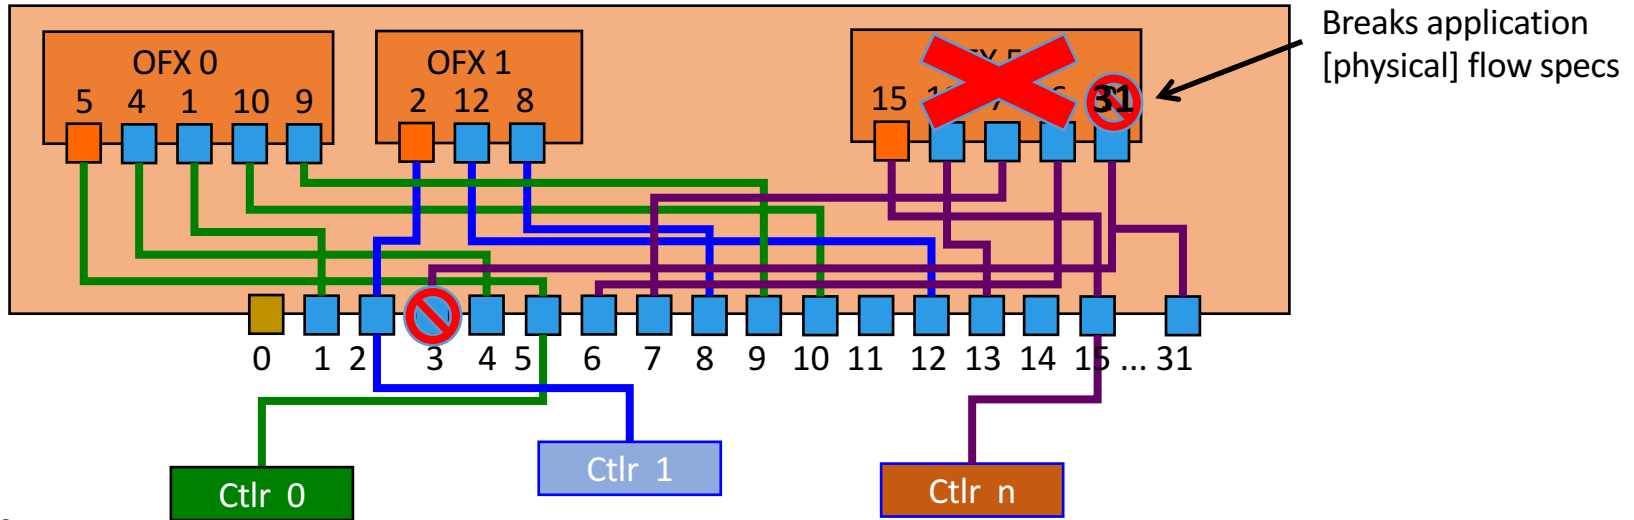 Breaks application
[physical] flow specs
OFX 0
5 4 1 10 9
OFX 1
2 12 8
15
31
0 1 2 3 4 5 6 7 8 9 10 11 12 13 14 15 ... 31
Ctlr 0
Ctlr 1
Ctlr n